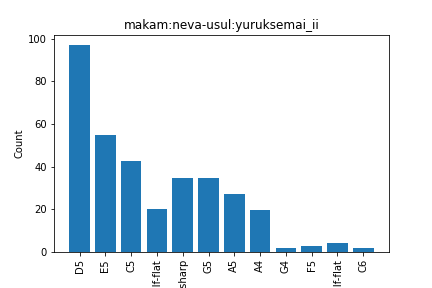 makam:neva-usul:yuruksemai_ii
100
80
60
40
20
0
Count
D5
E5
C5
lf-flat
sharp
G5
A5
A4
G4
F5
lf-flat
C6